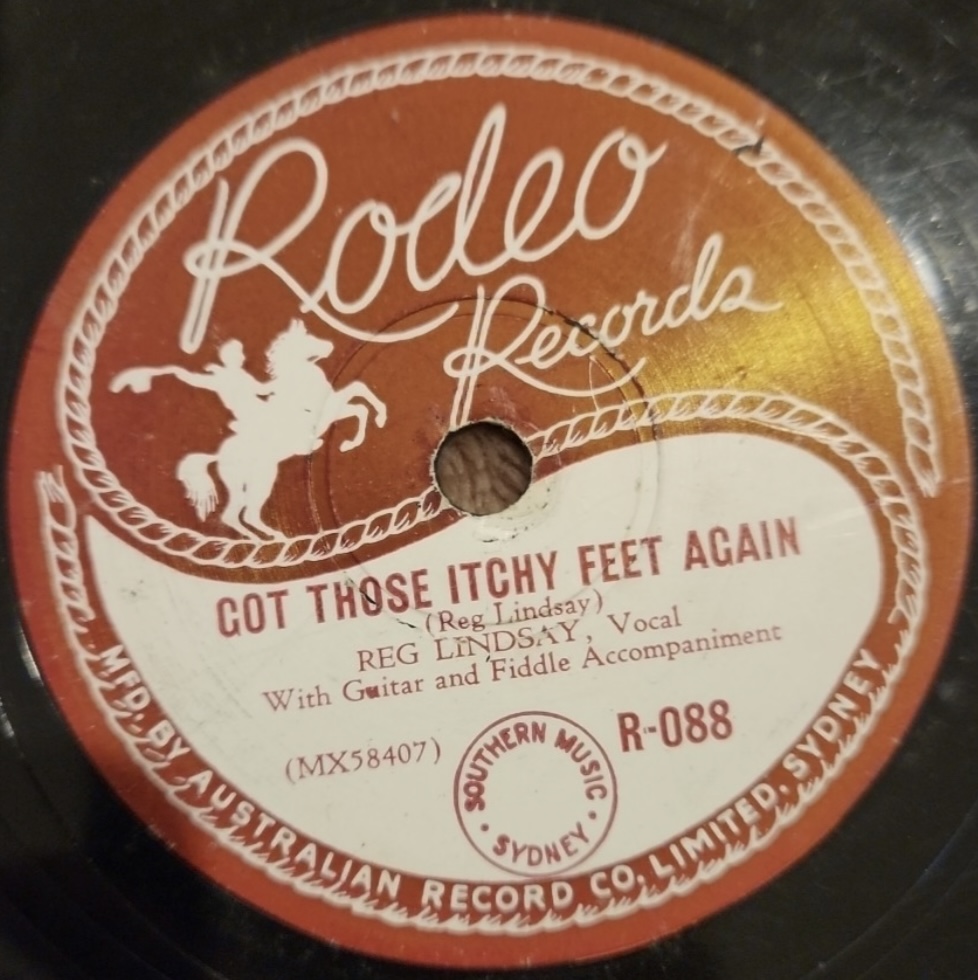 Rodeo
Records
GOT THOSE ITCHY FEET AGAIN
(Reg Lindsay)
REG LINDSAY, Vocal
With Guitar and Fiddle Accompaniment
(MX58407)
R-088
SOUTHERN MUSIC
· SYDNEY ·
MFD. BY AUSTRALIAN RECORD CO. LIMITED. SYDNEY